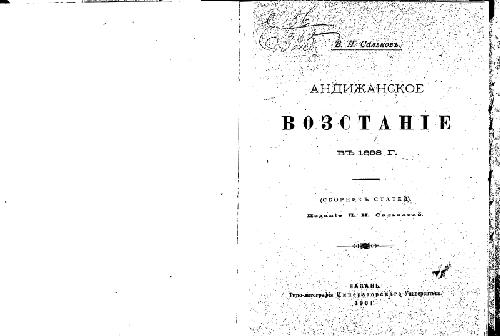 В. П. Сальковъ.
АНДИЖАНСКОЕ
ВОЗСТАНІЕ
ВЪ 1898 Г.
(СБОРНИКЪ СТАТЕЙ).
Изданіе Л. П. Сальковой.
КАЗАНЬ.
Типо-литографія Императорскаго Университета.
1901